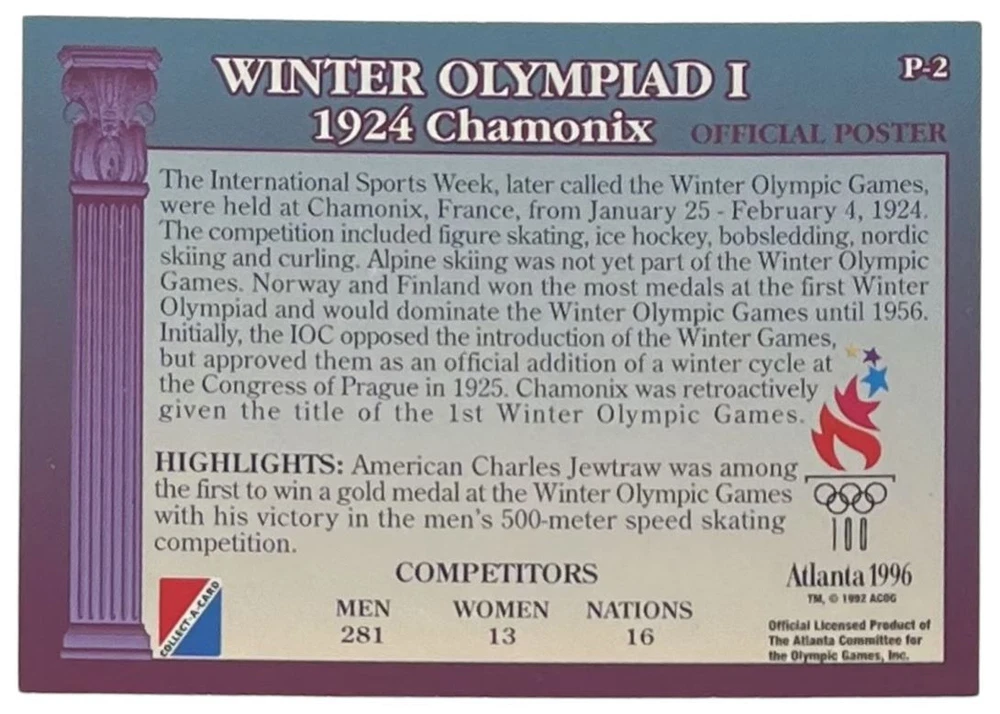 WINTER OLYMPIAD I
P-2
1924 Chamonix
OFFICIAL POSTER
The International Sports Week, later called the Winter Olympic Games,
were held at Chamonix, France, from January 25 - February 4, 1924.
The competition included figure skating, ice hockey, bobsledding, nordic
skiing and curling. Alpine skiing was not yet part of the Winter Olympic
Games. Norway and Finland won the most medals at the first Winter
Olympiad and would dominate the Winter Olympic Games until 1956.
Initially, the IOC opposed the introduction of the Winter Games,
but approved them as an official addition of a winter cycle at
the Congress of Prague in 1925. Chamonix was retroactively
given the title of the 1st Winter Olympic Games.
HIGHLIGHTS: American Charles Jewtraw was among
the first to win a gold medal at the Winter Olympic Games
with his victory in the men's 500-meter speed skating
competition.
COMPETITORS
MEN WOMEN NATIONS
281 13 16
COLLECT-A-CARD
100
Atlanta 1996
TM, © 1992 ACOG
Official Licensed Product of
The Atlanta Committee for
the Olympic Games, Inc.